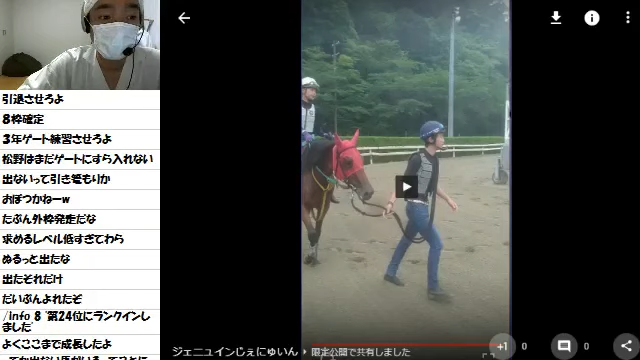 引退させろよ
8枠確定
3年ゲート練習させろよ
松野はまだゲートにすら入れない
出ないって引き篭もりか
おぼつかねーw
たぶん外枠発走だな
求めるレベル低すぎてわら
ぬるっと出たな
出たそれだけ
だいぶんよれたぞ
/info 8 "第24位にランクインし
ました"
よくここまで成長したよ
ジェニュインじぇにゅいん ▸ 限定公開で共有しました
+1 0 0